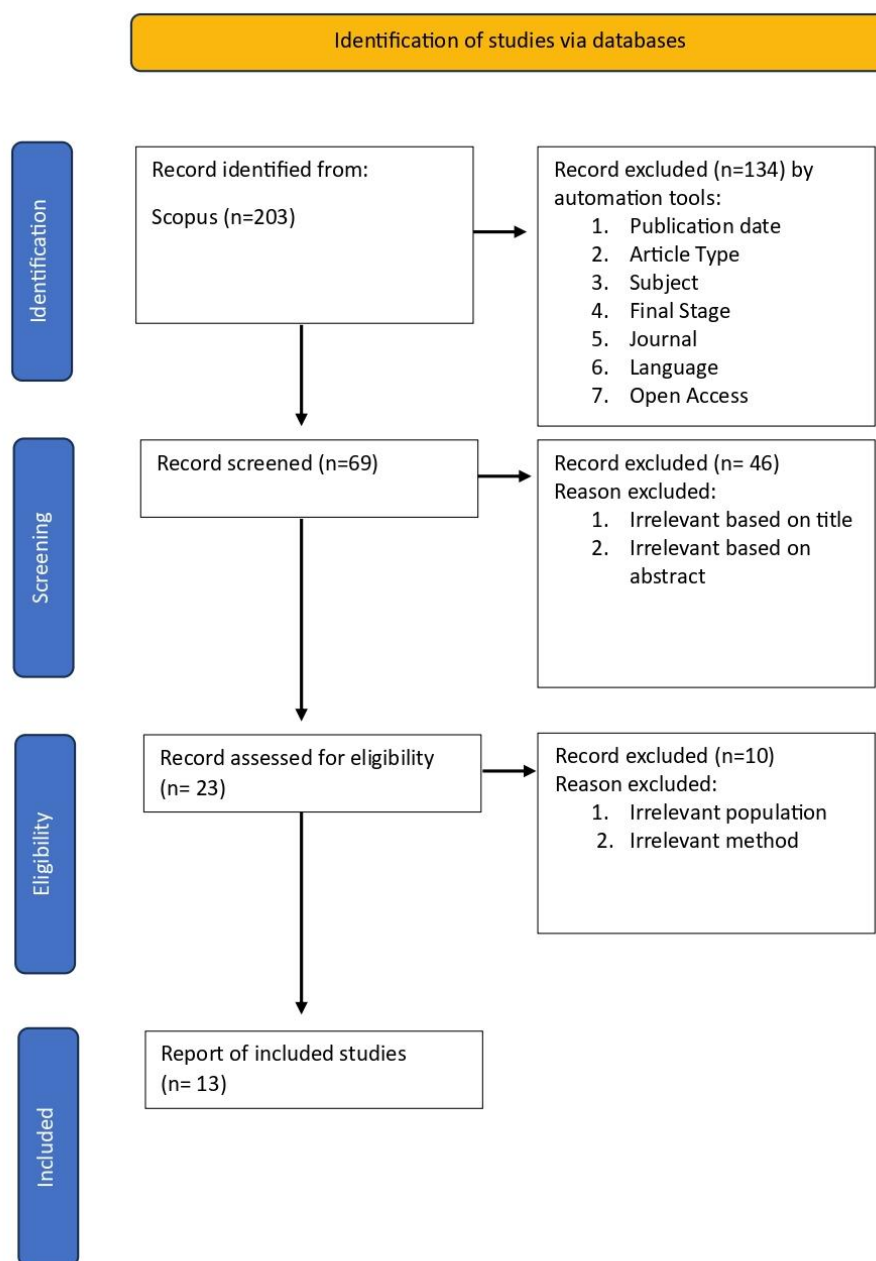 Identification of studies via databases
Identification
Record identified from:
Scopus (n=203)
Record excluded (n=134) by
automation tools:
1. Publication date
2. Article Type
3. Subject
4. Final Stage
5. Journal
6. Language
7. Open Access
Screening
Record screened (n=69)
Record excluded (n= 46)
Reason excluded:
1. Irrelevant based on title
2. Irrelevant based on
abstract
Eligibility
Record assessed for eligibility
(n= 23)
Record excluded (n=10)
Reason excluded:
1. Irrelevant population
2. Irrelevant method
Included
Report of included studies
(n= 13)